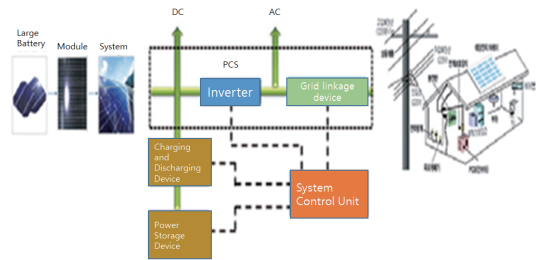 DC
AC
Large
Battery
Module
System
PCS
Inverter
Grid linkage
device
Charging
and
Discharging
Device
System
Control Unit
Power
Storage
Device